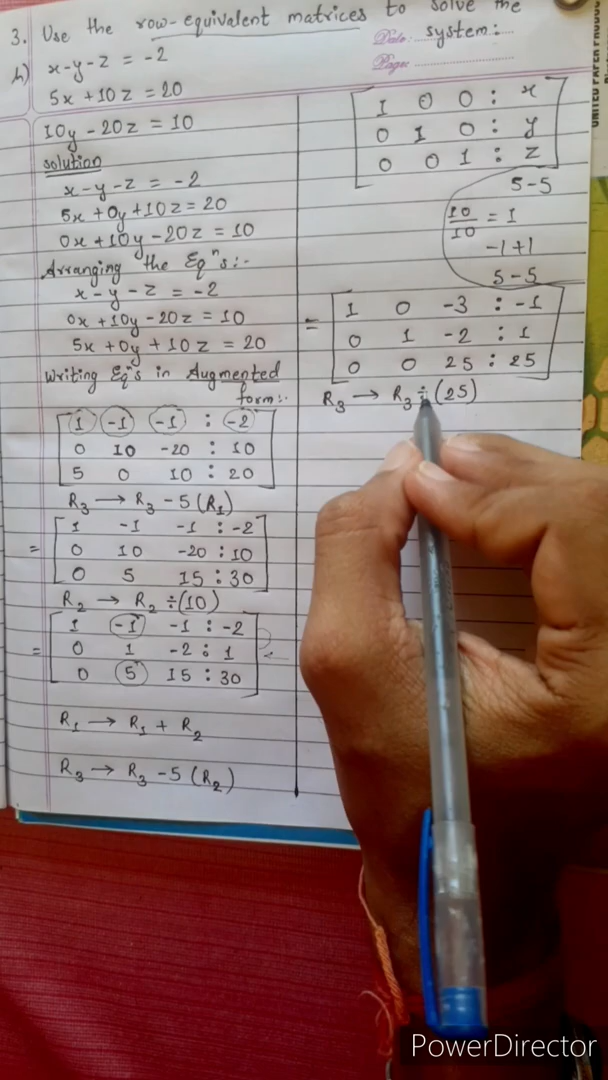 3. Use the row-equivalent matrices to solve the
Date: system:
Page:
h) x-y-z = -2
5x +10z = 20
10y - 20z = 10
solution
x-y-z = -2
5x +0y +10z = 20
0x +10y -20z = 10
Arranging the Eqⁿs:-
x - y - z = -2
0x +10y -20z = 10
5x + 0y + 10z = 20
Writing Eqⁿs in Augmented
form:-
1 -1 -1 : -2
0 10 -20 : 10
5 0 10 : 20
R₃ → R₃ - 5(R₁)
= 1 -1 -1 : -2
0 10 -20 : 10
0 5 15 : 30
R₂ → R₂ ÷(10)
= 1 -1 -1 : -2
0 1 -2 : 1
0 5 15 : 30
R₁ → R₁ + R₂
R₃ → R₃ - 5 (R₂)
1 0 0 : x
0 1 0 : y
0 0 1 : z
5-5
10/10 = 1
-1+1
5-5
= 1 0 -3 : -1
0 1 -2 : 1
0 0 25 : 25
R₃ → R₃ ÷ (25)
PowerDirector